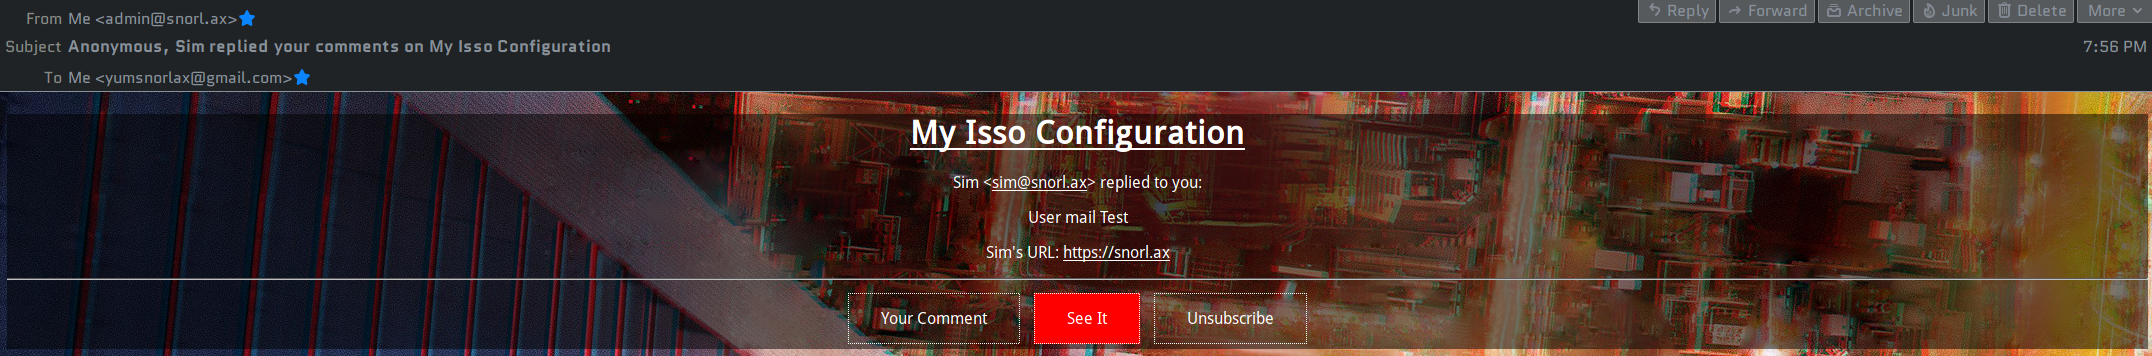 From Me <admin@snorl.ax>
Reply Forward Archive Junk Delete More
Subject Anonymous, Sim replied your comments on My Isso Configuration
7:56 PM
To Me <yumsnorlax@gmail.com>
My Isso Configuration
Sim <sim@snorl.ax> replied to you:
User mail Test
Sim's URL: https://snorl.ax
Your Comment See It Unsubscribe